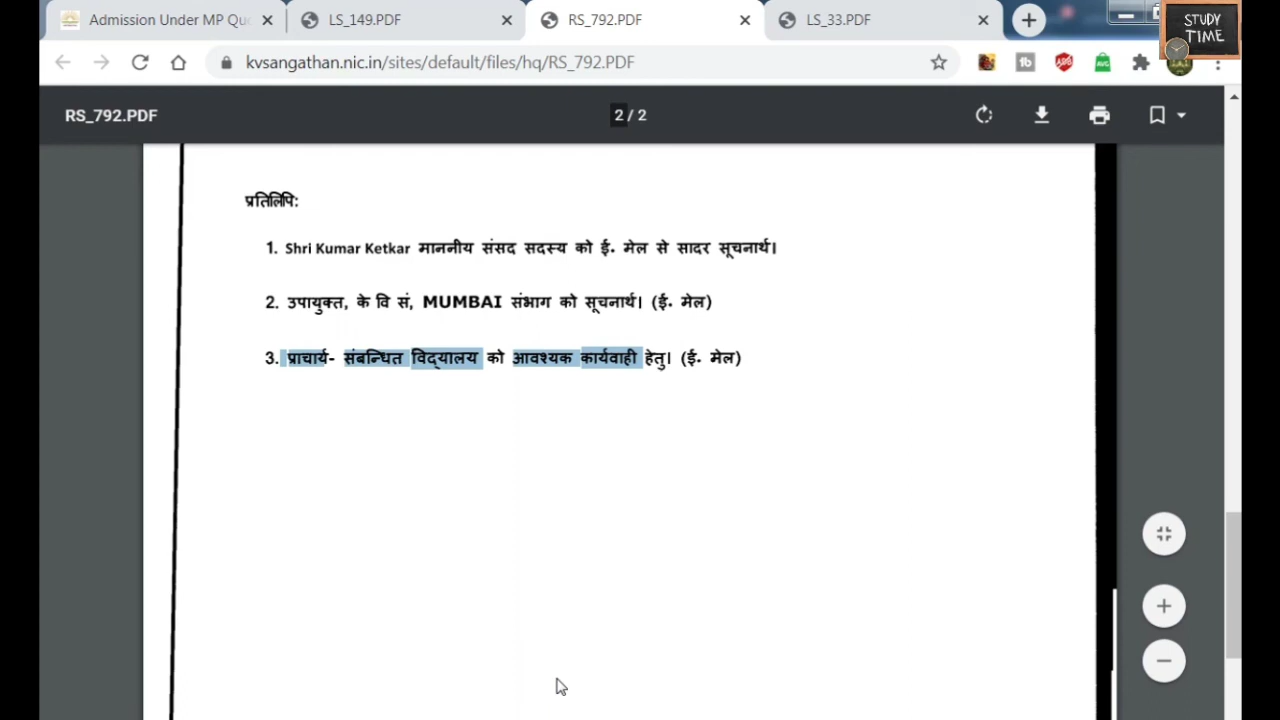 Admission Under MP Quo
LS_149.PDF
RS_792.PDF
LS_33.PDF
STUDY
TIME
kvsangathan.nic.in/sites/default/files/hq/RS_792.PDF
RS_792.PDF
2 / 2
प्रतिलिपि:
1. Shri Kumar Ketkar माननीय संसद सदस्य को ई. मेल से सादर सूचनार्थ।
2. उपायुक्त, के वि सं, MUMBAI संभाग को सूचनार्थ। (ई. मेल)
3. प्राचार्य- संबन्धित विद्यालय को आवश्यक कार्यवाही हेतु। (ई. मेल)